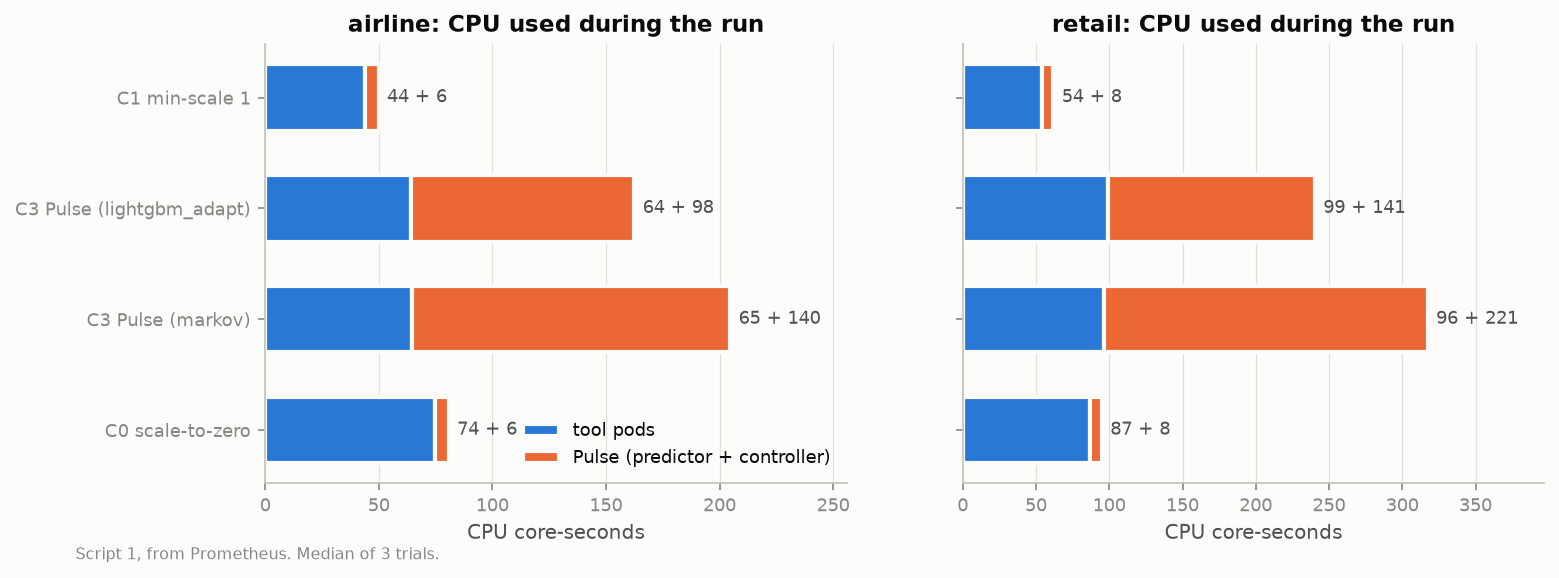 airline: CPU used during the run
C1 min-scale 1
44 + 6
C3 Pulse (lightgbm_adapt)
64 + 98
C3 Pulse (markov)
65 + 140
C0 scale-to-zero
74 + 6
tool pods
Pulse (predictor + controller)
0 50 100 150 200 250
CPU core-seconds
retail: CPU used during the run
54 + 8
99 + 141
96 + 221
87 + 8
0 50 100 150 200 250 300 350
CPU core-seconds
Script 1, from Prometheus. Median of 3 trials.